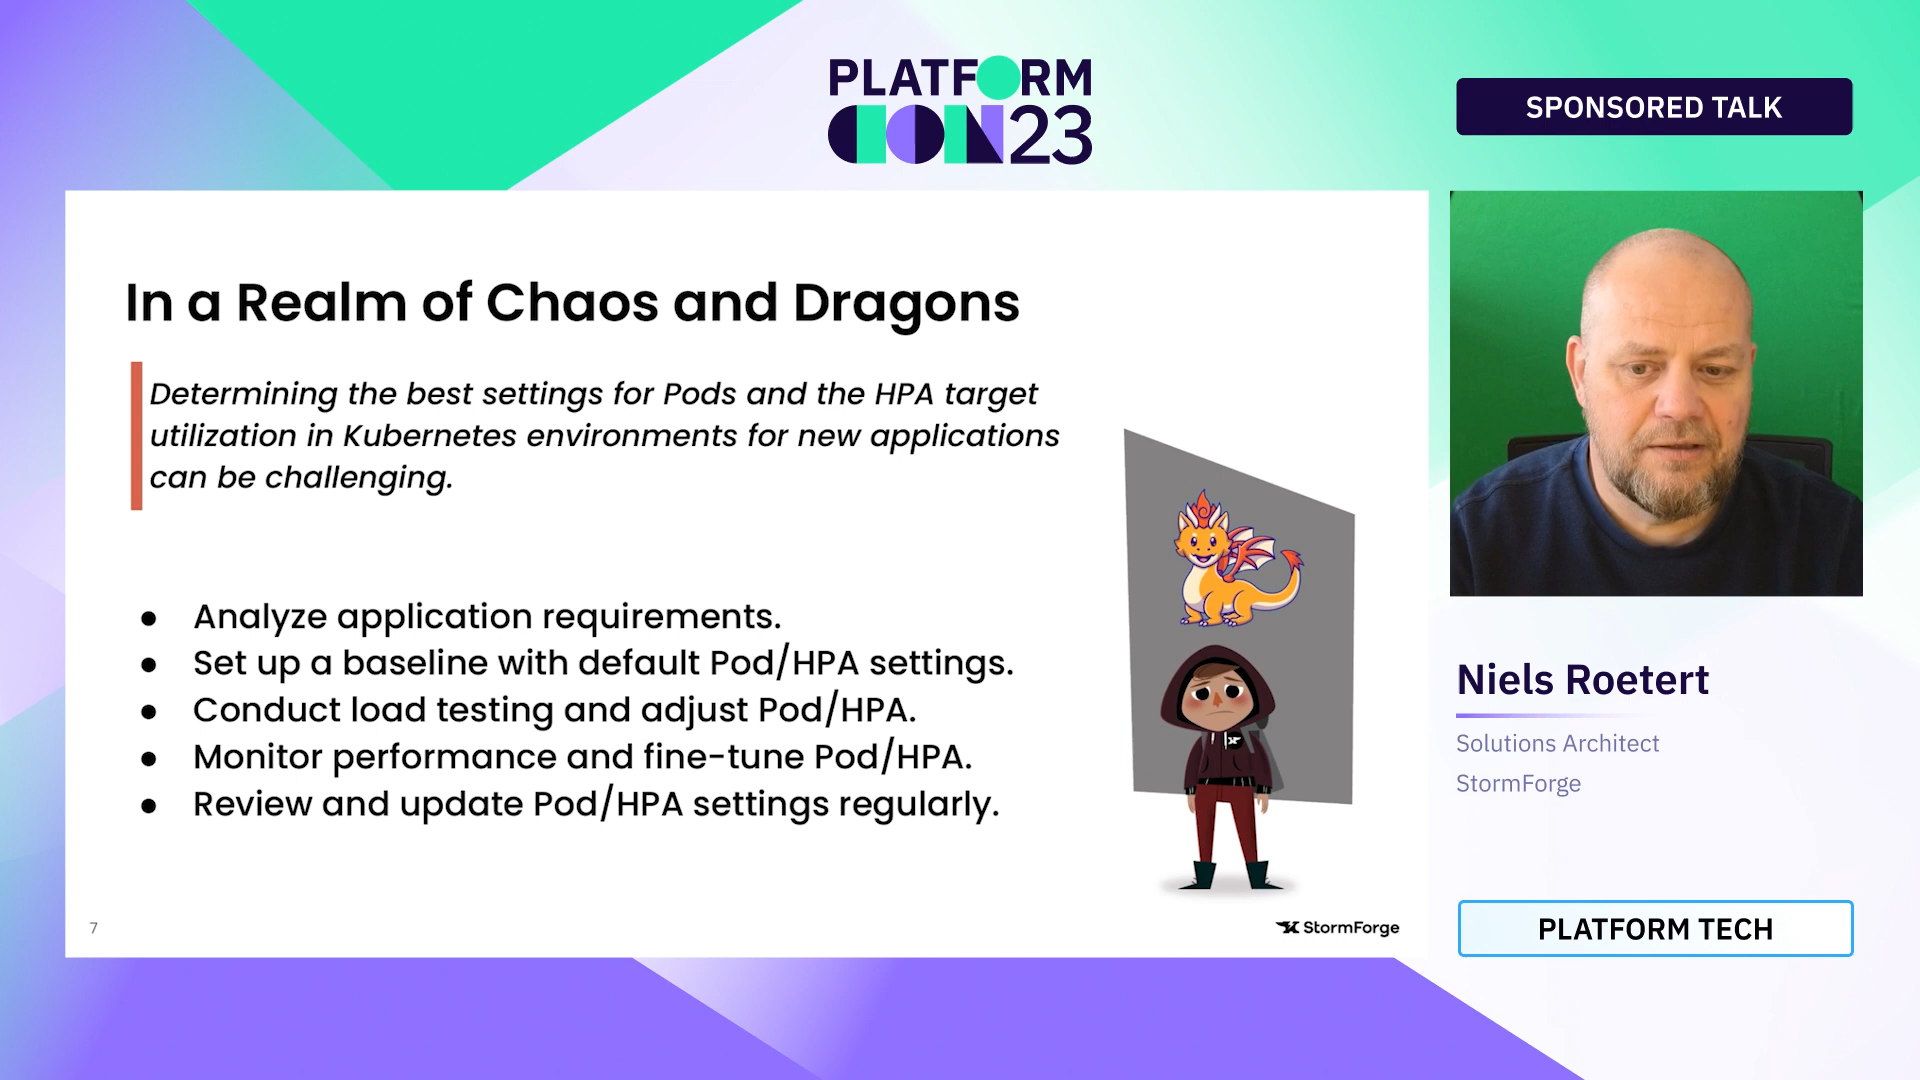 PLATFORM
CON23
SPONSORED TALK
In a Realm of Chaos and Dragons
Determining the best settings for Pods and the HPA target
utilization in Kubernetes environments for new applications
can be challenging.
● Analyze application requirements.
● Set up a baseline with default Pod/HPA settings.
● Conduct load testing and adjust Pod/HPA.
● Monitor performance and fine-tune Pod/HPA.
● Review and update Pod/HPA settings regularly.
7
StormForge
Niels Roetert
Solutions Architect
StormForge
PLATFORM TECH